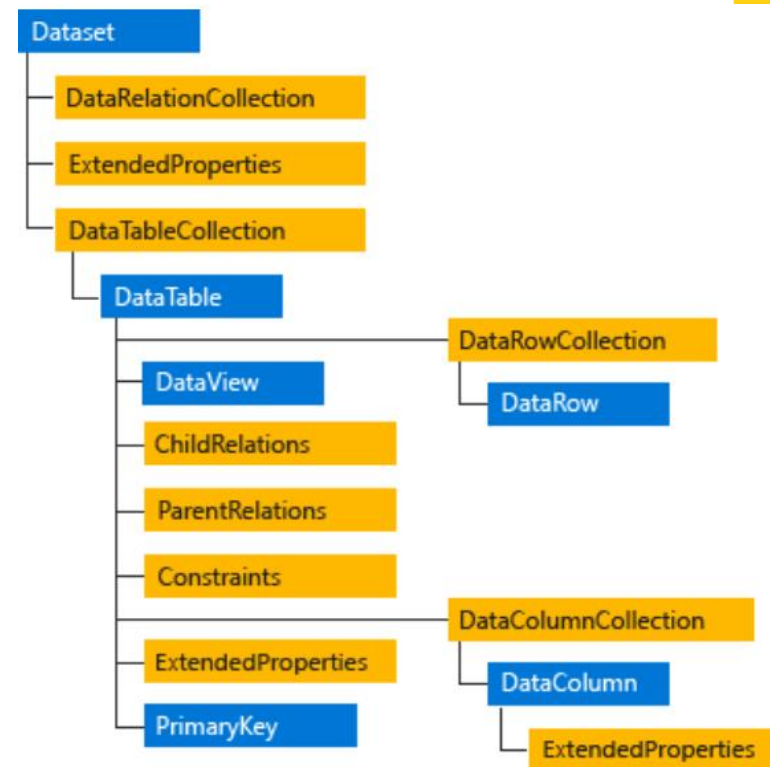 Dataset
DataRelationCollection
ExtendedProperties
DataTableCollection
DataTable
DataRowCollection
DataView
DataRow
ChildRelations
ParentRelations
Constraints
DataColumnCollection
ExtendedProperties
DataColumn
PrimaryKey
ExtendedProperties